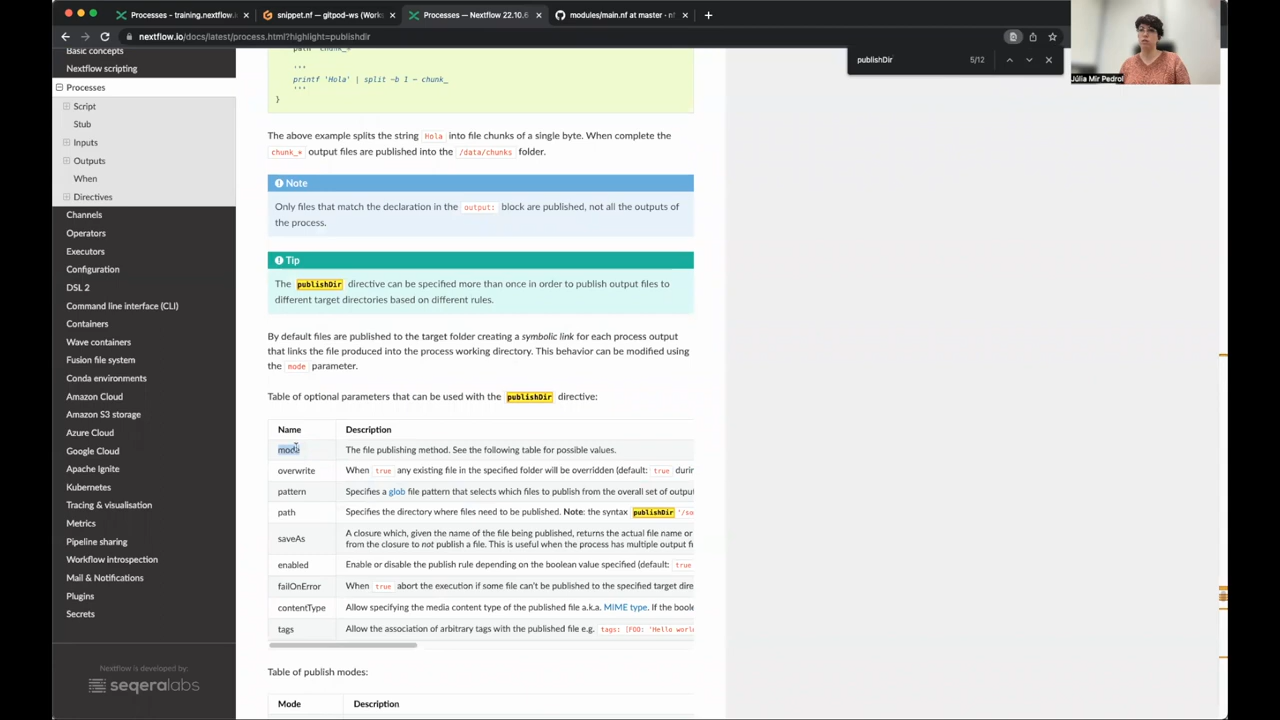 Processes - training.nextflow.
snippet.nf — gitpod-ws (Works
Processes — Nextflow 22.10.6
modules/main.nf at master · nf
nextflow.io/docs/latest/process.html?highlight=publishdir
publishDir
5/12
Júlia Mir Pedrol
Basic concepts
Nextflow scripting
Processes
Script
Stub
Inputs
Outputs
When
Directives
Channels
Operators
Executors
Configuration
DSL 2
Command line interface (CLI)
Containers
Wave containers
Fusion file system
Conda environments
Amazon Cloud
Amazon S3 storage
Azure Cloud
Google Cloud
Apache Ignite
Kubernetes
Tracing & visualisation
Metrics
Pipeline sharing
Workflow introspection
Mail & Notifications
Plugins
Secrets
Nextflow is developed by:
seqeralabs
path 'chunk_*'
'''
printf 'Hola' | split -b 1 - chunk_
'''
}
The above example splits the string Hola into file chunks of a single byte. When complete the
chunk_* output files are published into the /data/chunks folder.
Note
Only files that match the declaration in the output: block are published, not all the outputs of
the process.
Tip
The publishDir directive can be specified more than once in order to publish output files to
different target directories based on different rules.
By default files are published to the target folder creating a symbolic link for each process output
that links the file produced into the process working directory. This behavior can be modified using
the mode parameter.
Table of optional parameters that can be used with the publishDir directive:
Name Description
mode The file publishing method. See the following table for possible values.
overwrite When true any existing file in the specified folder will be overridden (default: true durin
pattern Specifies a glob file pattern that selects which files to publish from the overall set of output
path Specifies the directory where files need to be published. Note: the syntax publishDir '/so
saveAs A closure which, given the name of the file being published, returns the actual file name or
from the closure to not publish a file. This is useful when the process has multiple output f
enabled Enable or disable the publish rule depending on the boolean value specified (default: true
failOnError When true abort the execution if some file can't be published to the specified target dire
contentType Allow specifying the media content type of the published file a.k.a. MIME type. If the boole
tags Allow the association of arbitrary tags with the published file e.g. tags: [FOO: 'Hello worl
Table of publish modes:
Mode Description